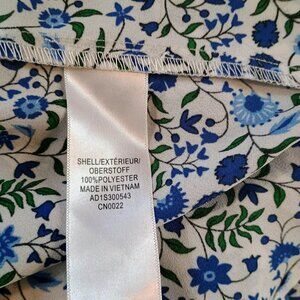 SHELL/EXTÉRIEUR/
OBERSTOFF
100%POLYESTER
MADE IN VIETNAM
AD1S300543
CN0022